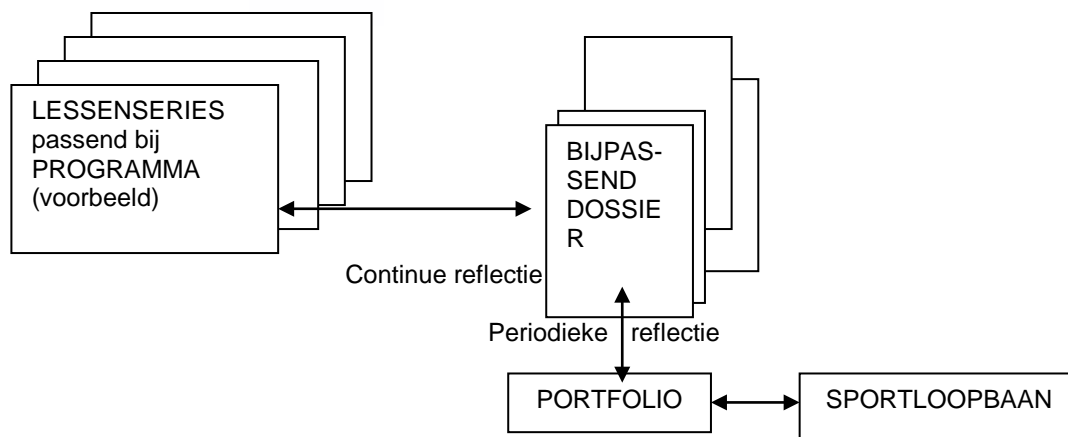 LESSENSERIES
passend bij
PROGRAMMA
(voorbeeld)
BIJPAS-
SEND
DOSSIE
R
Continue reflectie
Periodieke reflectie
PORTFOLIO
SPORTLOOPBAAN